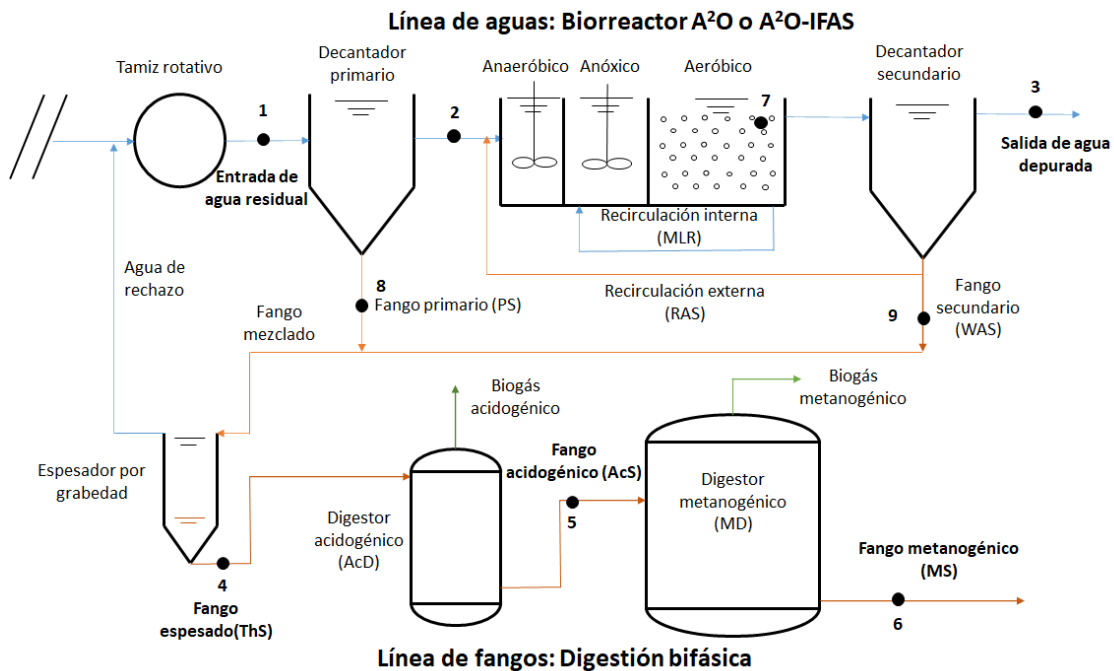 Línea de aguas: Biorreactor A²O o A²O-IFAS
Tamiz rotativo
Decantador
primario
Anaeróbico
Anóxico
Aeróbico
Decantador
secundario
1
2
7
3
Entrada de
agua residual
Salida de agua
depurada
Recirculación interna
(MLR)
Agua de
rechazo
8
Fango primario (PS)
Recirculación externa
(RAS)
9
Fango
secundario
(WAS)
Fango
mezclado
Biogás
acidogénico
Biogás
metanogénico
Espesador por
grabedad
Fango
acidogénico (AcS)
5
Digestor
acidogénico
(AcD)
Digestor
metanogénico
(MD)
4
Fango
espesado(ThS)
Fango metanogénico
(MS)
6
Línea de fangos: Digestión bifásica